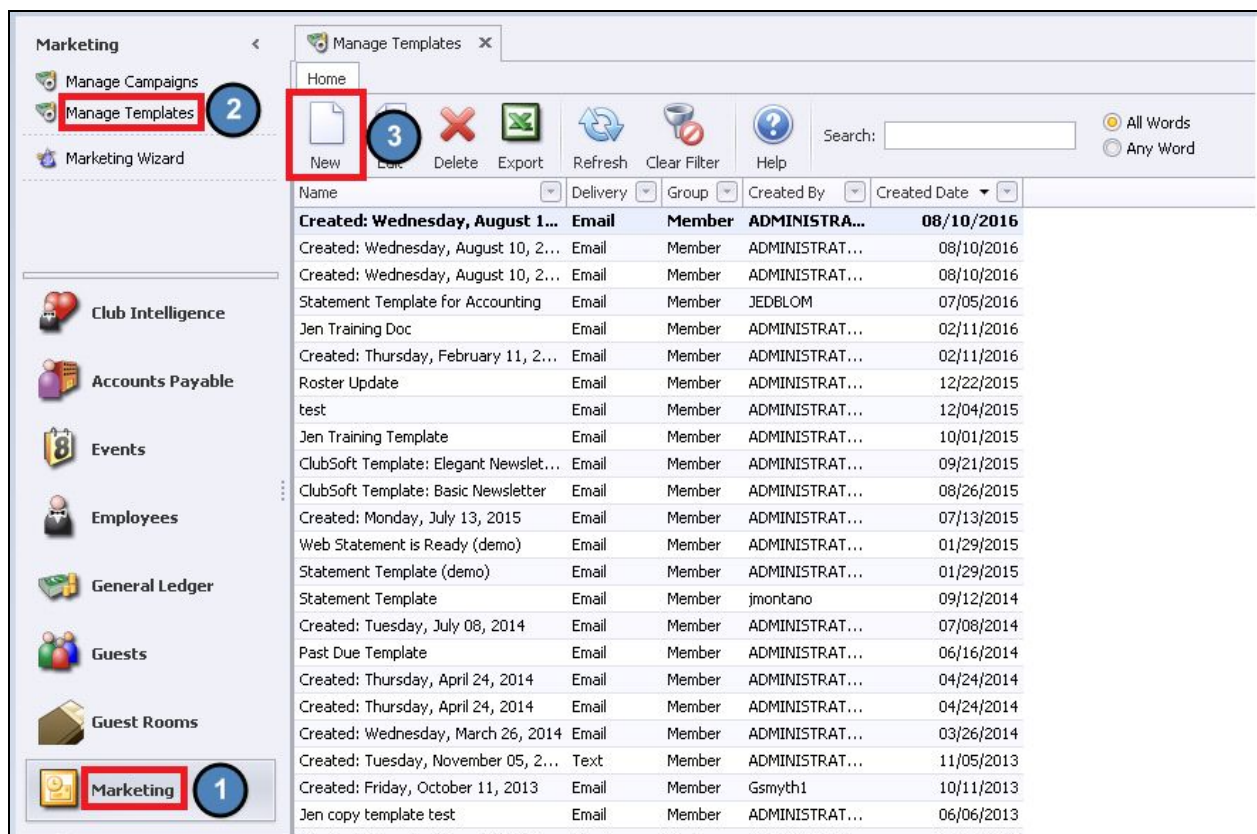 Marketing <
Manage Campaigns
Manage Templates 2
Marketing Wizard
Club Intelligence
Accounts Payable
8 Events
Employees
General Ledger
Guests
Guest Rooms
Marketing 1
Manage Templates X
Home
New 3 Delete Export Refresh Clear Filter ? Help Search: All Words
Any Word
Name Delivery Group Created By Created Date
Created: Wednesday, August 1... Email Member ADMINISTRA... 08/10/2016
Created: Wednesday, August 10, 2... Email Member ADMINISTRAT... 08/10/2016
Created: Wednesday, August 10, 2... Email Member ADMINISTRAT... 08/10/2016
Statement Template for Accounting Email Member JEDBLOM 07/05/2016
Jen Training Doc Email Member ADMINISTRAT... 02/11/2016
Created: Thursday, February 11, 2... Email Member ADMINISTRAT... 02/11/2016
Roster Update Email Member ADMINISTRAT... 12/22/2015
test Email Member ADMINISTRAT... 12/04/2015
Jen Training Template Email Member ADMINISTRAT... 10/01/2015
ClubSoft Template: Elegant Newslet... Email Member ADMINISTRAT... 09/21/2015
ClubSoft Template: Basic Newsletter Email Member ADMINISTRAT... 08/26/2015
Created: Monday, July 13, 2015 Email Member ADMINISTRAT... 07/13/2015
Web Statement is Ready (demo) Email Member ADMINISTRAT... 01/29/2015
Statement Template (demo) Email Member ADMINISTRAT... 01/29/2015
Statement Template Email Member jmontano 09/12/2014
Created: Tuesday, July 08, 2014 Email Member ADMINISTRAT... 07/08/2014
Past Due Template Email Member ADMINISTRAT... 06/16/2014
Created: Thursday, April 24, 2014 Email Member ADMINISTRAT... 04/24/2014
Created: Thursday, April 24, 2014 Email Member ADMINISTRAT... 04/24/2014
Created: Wednesday, March 26, 2014 Email Member ADMINISTRAT... 03/26/2014
Created: Tuesday, November 05, 2... Text Member ADMINISTRAT... 11/05/2013
Created: Friday, October 11, 2013 Email Member Gsmyth1 10/11/2013
Jen copy template test Email Member ADMINISTRAT... 06/06/2013